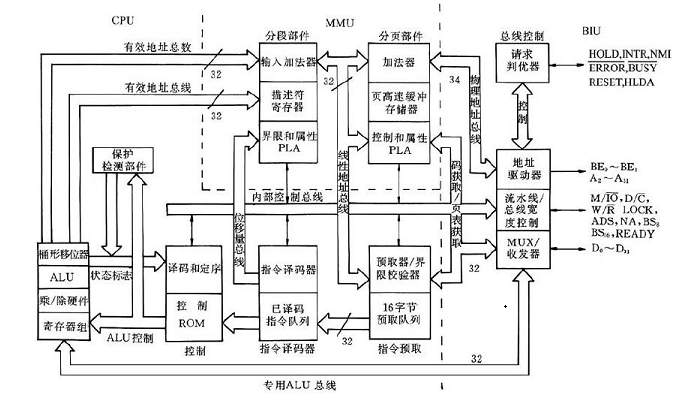 CPU
MMU
BIU
分段部件
分页部件
总线控制
有效地址总数
32
输入加法器
描述符
寄存器
界限和属性
PLA
32
加法器
页高速缓冲
存储器
控制和属性
PLA
34
物理地址总线
请求
判优器
HOLD,INTR,NMI
ERROR,BUSY
RESET,HLDA
控制
有效地址总线
32
保护
检测部件
位移量总线
线性地址总线
码获取/页表获取
内部控制总线
地址
驱动器
流水线/
总线宽
度控制
MUX/
收发器
BE₀～BE₃
A₂～A₃₁
M/IO, D/C,
W/R LOCK,
ADS, NA, BS₈
BS₁₆, READY
D₀～D₃₁
桶形移位器
ALU
乘/除硬件
寄存器组
状态标志
ALU控制
译码和定序
控制
ROM
控制
指令译码器
已译码
指令队列
指令译码器
32
预取器/界
限校验器
16字节
预取队列
指令预取
32
32
专用ALU 总线